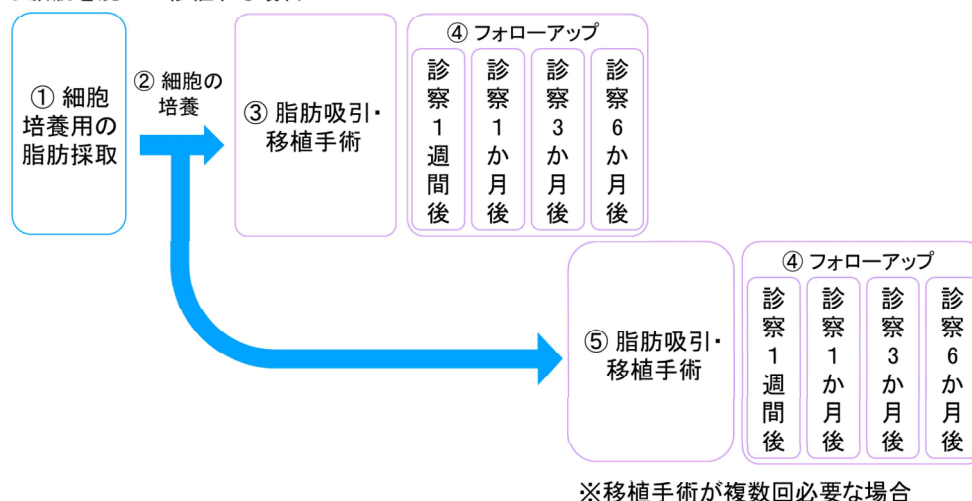 ① 細胞
培養用の
脂肪採取
② 細胞の
培養
③ 脂肪吸引・
移植手術
④ フォローアップ
診察1週間後
診察1か月後
診察3か月後
診察6か月後
⑤ 脂肪吸引・
移植手術
④ フォローアップ
診察1週間後
診察1か月後
診察3か月後
診察6か月後
※移植手術が複数回必要な場合